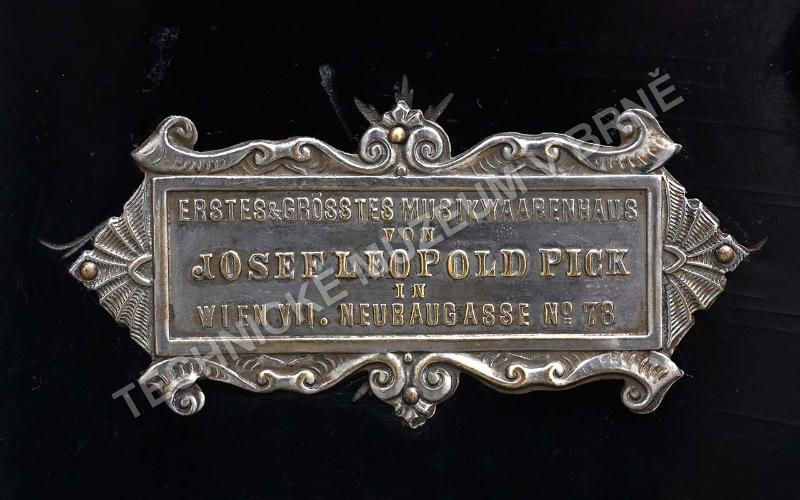 ERSTES & GRÖSSTES MUSIKWAARENHAUS
VON
JOSEF LEOPOLD PICK
IN
WIEN VII. NEUBAUGASSE No 78
TECHNICKÉ MUZEUM V BRNĚ